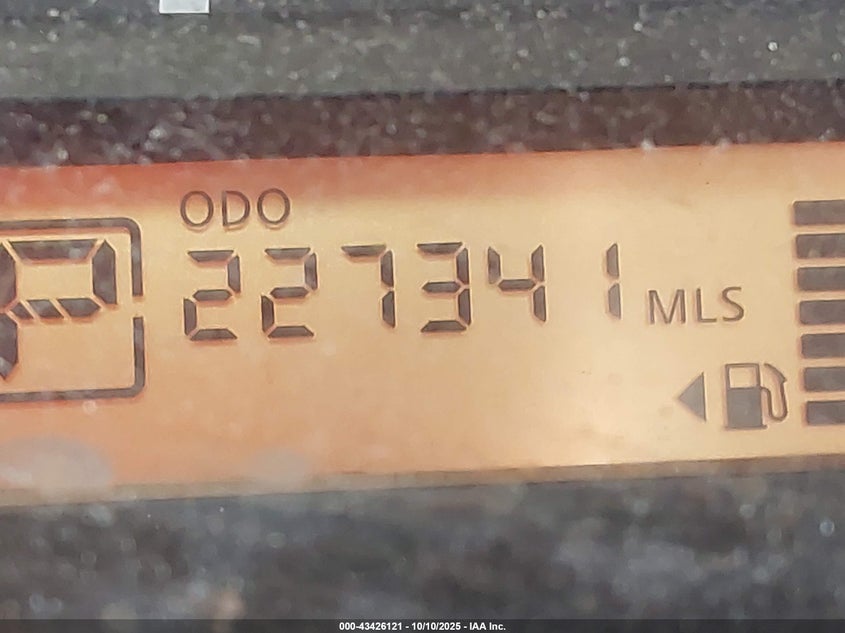 ODO
P
227341 MLS
000-43426121 - 10/10/2025 - IAA Inc.